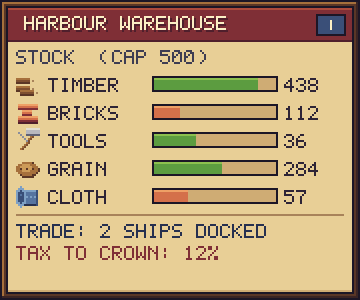 HARBOUR WAREHOUSE I
STOCK (CAP 500)
TIMBER 438
BRICKS 112
TOOLS 36
GRAIN 284
CLOTH 57
TRADE: 2 SHIPS DOCKED
TAX TO CROWN: 12%